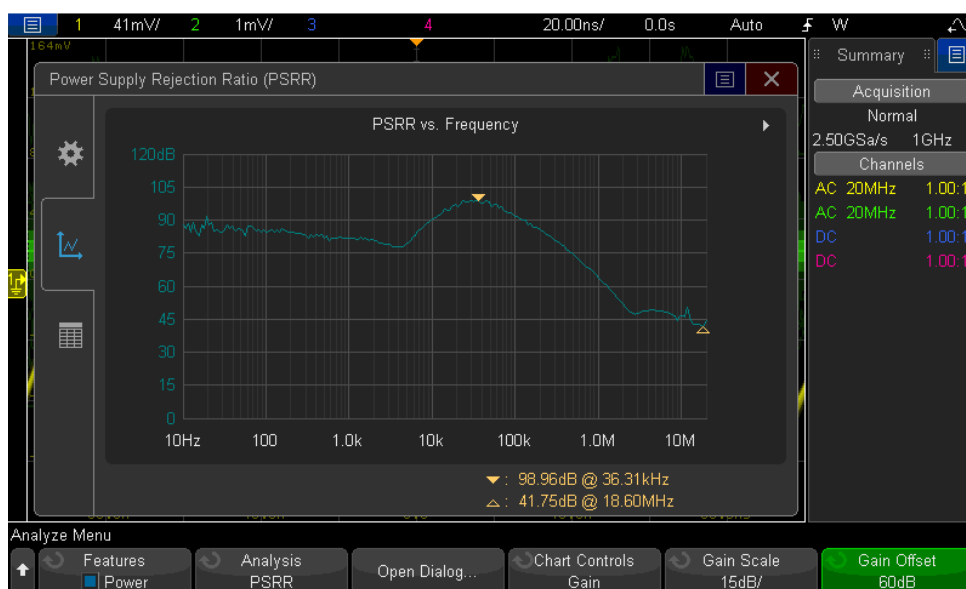 1 41mV/ 2 1mV/ 3 4 20.00ns/ 0.0s Auto W
164mV
Summary
Power Supply Rejection Ratio (PSRR)
Acquisition
Normal
2.50GSa/s 1GHz
Channels
AC 20MHz 1.00:1
AC 20MHz 1.00:1
DC 1.00:1
DC 1.00:1
PSRR vs. Frequency
120dB
105
90
75
60
45
30
15
0
10Hz 100 1.0k 10k 100k 1.0M 10M
: 98.96dB @ 36.31kHz
: 41.75dB @ 18.60MHz
Analyze Menu
Features
Power
Analysis
PSRR
Open Dialog...
Chart Controls
Gain
Gain Scale
15dB/
Gain Offset
60dB